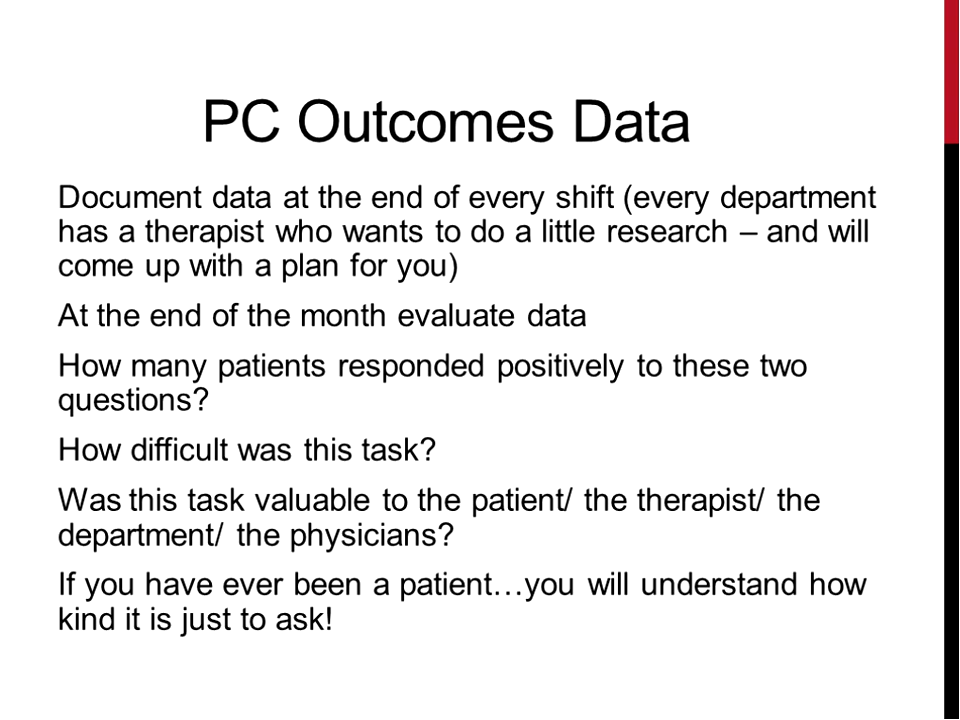 PC Outcomes Data
Document data at the end of every shift (every department
has a therapist who wants to do a little research – and will
come up with a plan for you)
At the end of the month evaluate data
How many patients responded positively to these two
questions?
How difficult was this task?
Was this task valuable to the patient/ the therapist/ the
department/ the physicians?
If you have ever been a patient…you will understand how
kind it is just to ask!